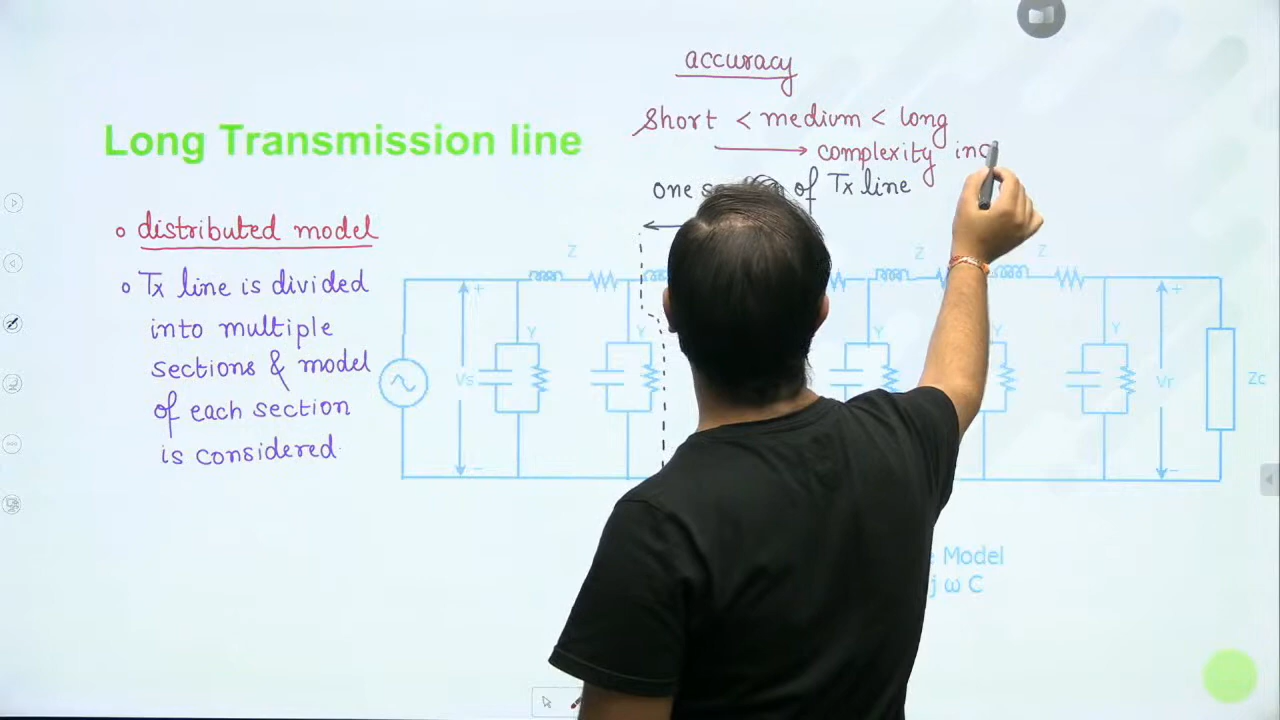 accuracy
Short < medium < long
complexity inc
Long Transmission line
one of Tx line
distributed model
Tx line is divided
into multiple
sections & model
of each section
is considered
Z Z Z
+ +
Y Y Y Y
Vs Vr Zc
- -
Model
j ω C